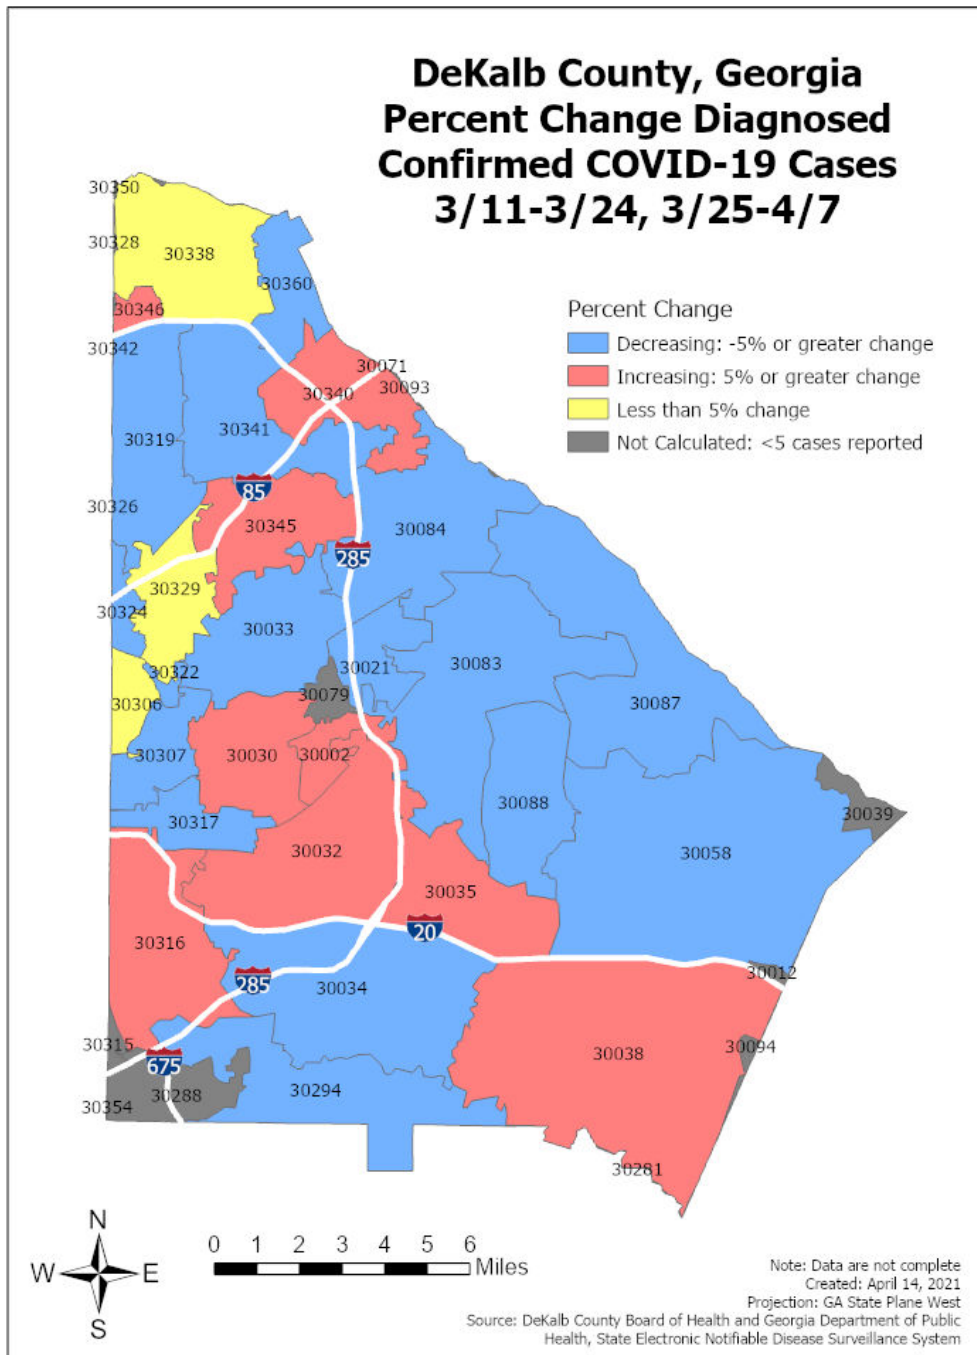 DeKalb County, Georgia
Percent Change Diagnosed
Confirmed COVID-19 Cases
3/11-3/24, 3/25-4/7
30350
30328
30338
30360
30346
30342
Percent Change
Decreasing: -5% or greater change
Increasing: 5% or greater change
Less than 5% change
Not Calculated: <5 cases reported
30071
30093
30340
30341
30319
85
30326
30345
30084
285
30329
30324
30033
30322
30021
30083
30079
30306
30087
30307
30030
30002
30088
30039
30317
30032
30058
30035
20
30316
30012
285
30034
30315
675
30038
30094
30294
30288
30354
30281
N
W
E
S
0 1 2 3 4 5 6
Miles
Note: Data are not complete
Created: April 14, 2021
Projection: GA State Plane West
Source: DeKalb County Board of Health and Georgia Department of Public
Health, State Electronic Notifiable Disease Surveillance System